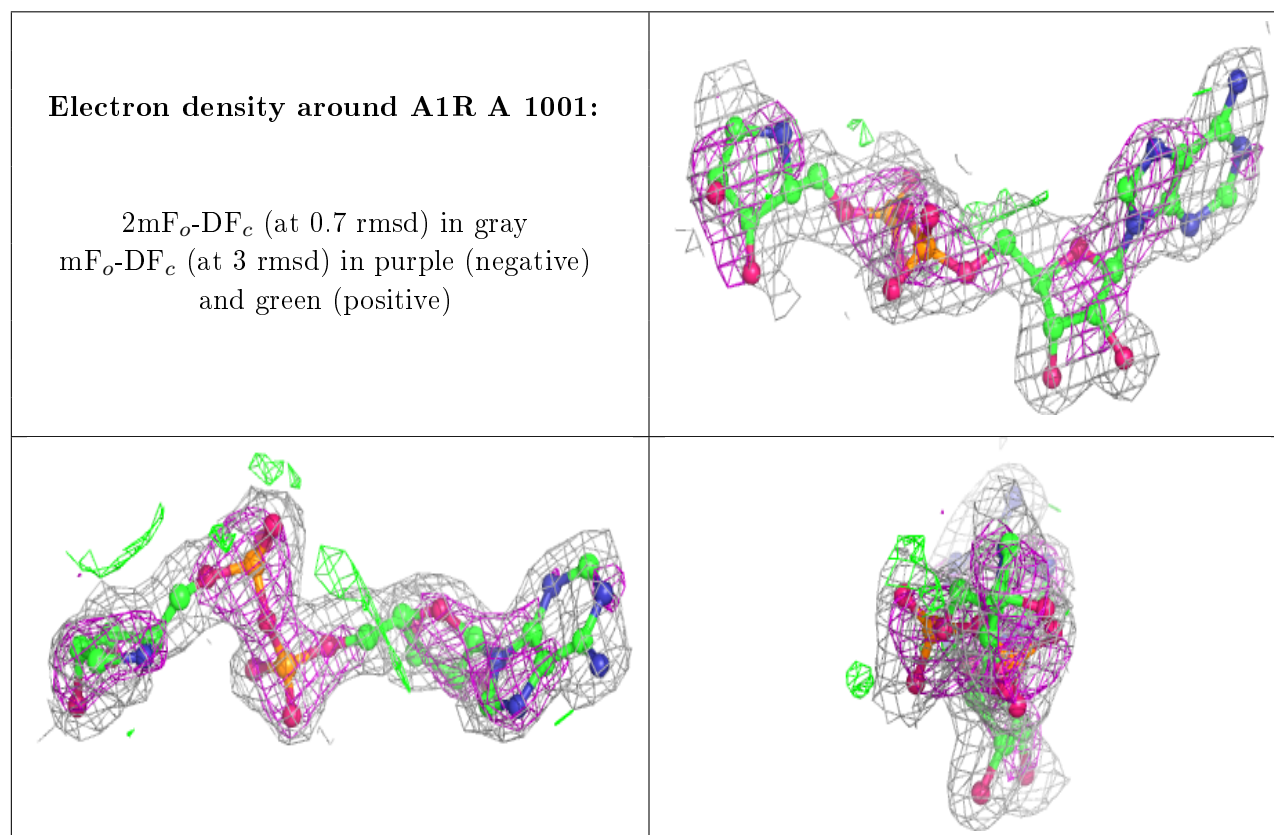 Electron density around A1R A 1001:
2mFo-DFc (at 0.7 rmsd) in gray
mFo-DFc (at 3 rmsd) in purple (negative)
and green (positive)